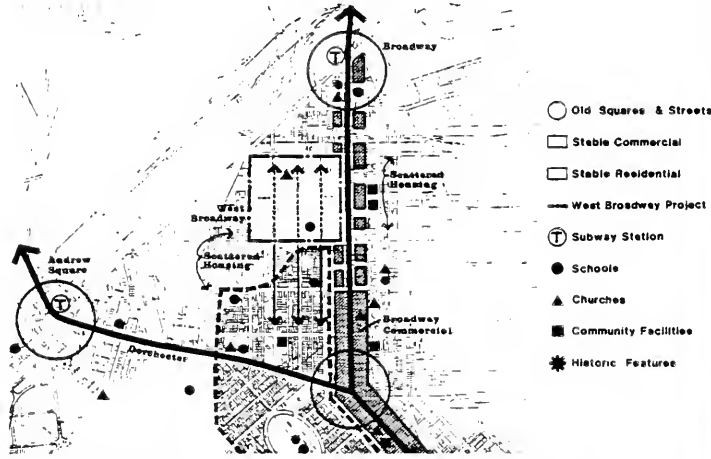 Broadway
T
Scattered
Housing
West
Broadway
Scattered
Housing
Andrew
Square
T
Dorchester
Broadway
Commercial
Old Squares & Streets
Stable Commercial
Stable Residential
West Broadway Project
T Subway Station
Schools
Churches
Community Facilities
Historic Features